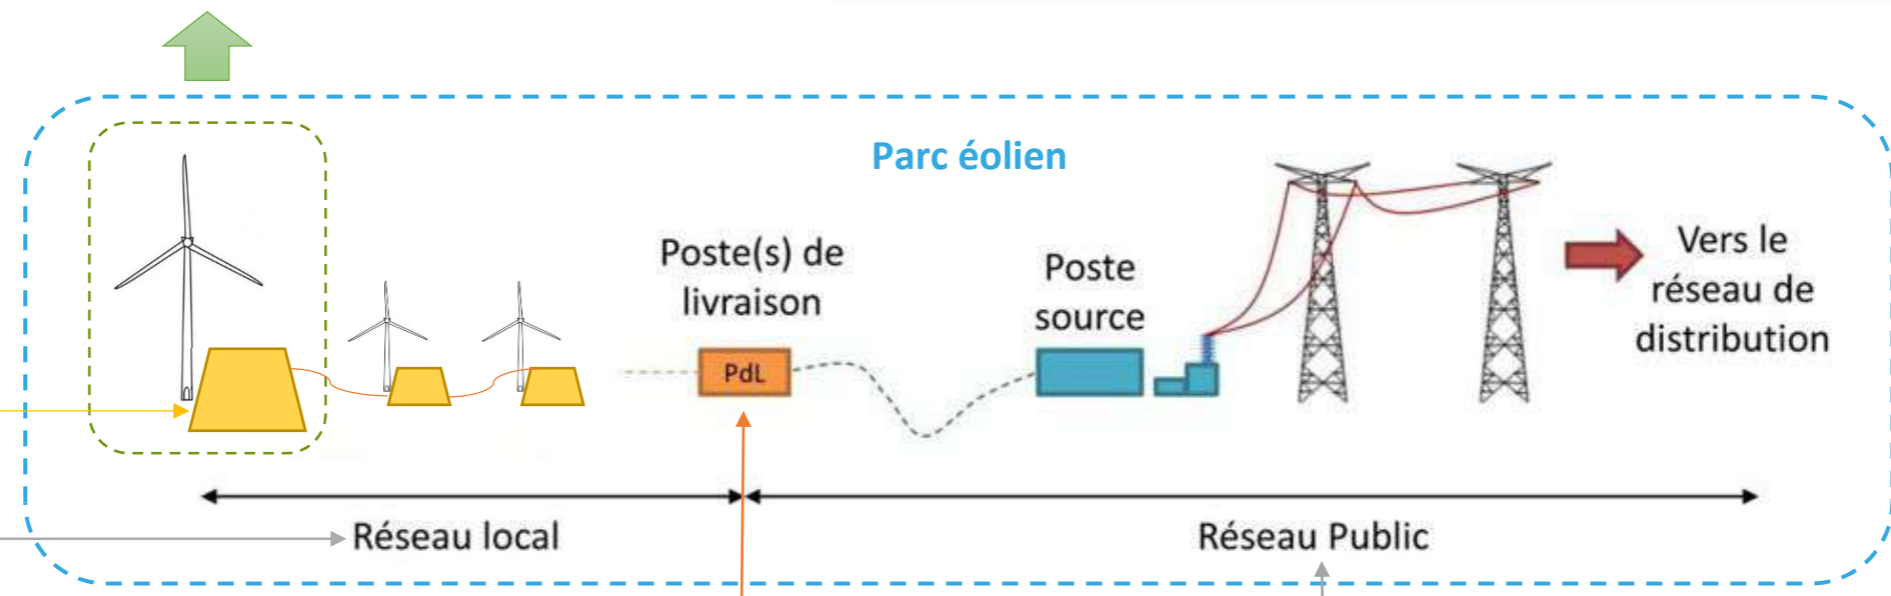 Parc éolien
Poste(s) de
livraison
PdL
Poste
source
Vers le
réseau de
distribution
Réseau local
Réseau Public